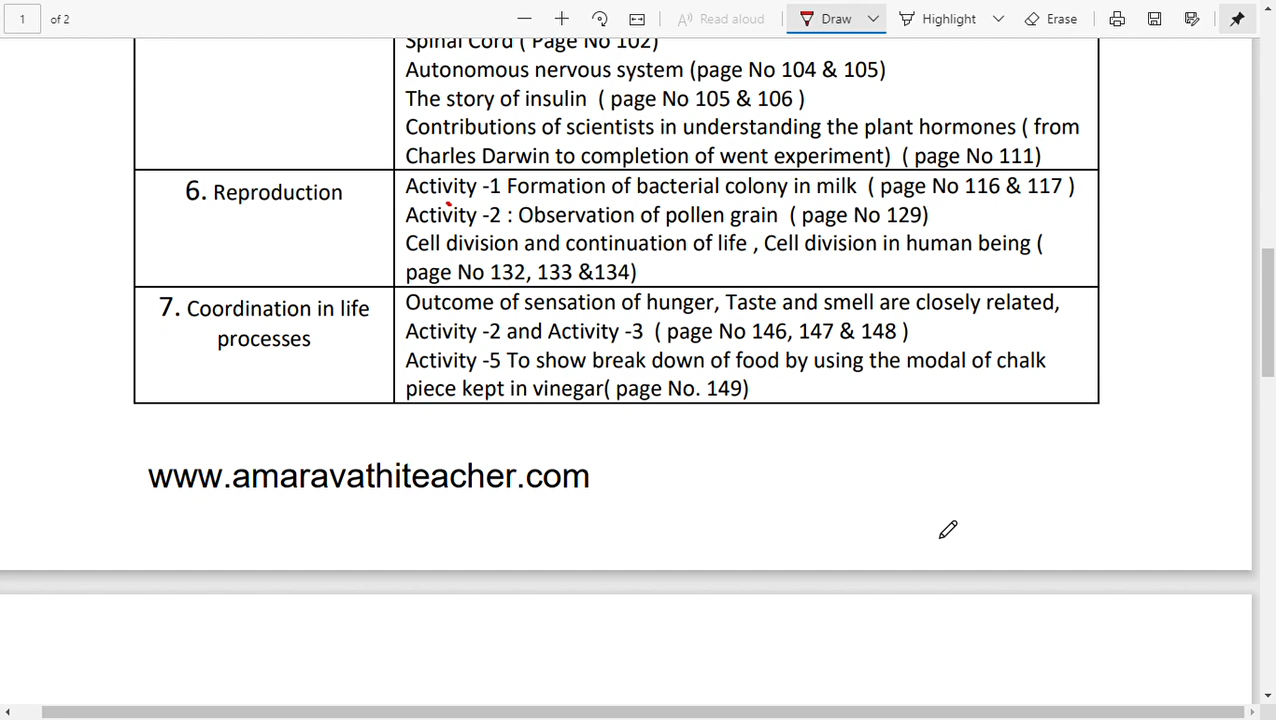 1 of 2 Read aloud Draw Highlight Erase
Spinal Cord ( Page No 102)
Autonomous nervous system (page No 104 & 105)
The story of insulin ( page No 105 & 106 )
Contributions of scientists in understanding the plant hormones ( from
Charles Darwin to completion of went experiment) ( page No 111)
6. Reproduction
Activity -1 Formation of bacterial colony in milk ( page No 116 & 117 )
Activity -2 : Observation of pollen grain ( page No 129)
Cell division and continuation of life , Cell division in human being (
page No 132, 133 &134)
7. Coordination in life
processes
Outcome of sensation of hunger, Taste and smell are closely related,
Activity -2 and Activity -3 ( page No 146, 147 & 148 )
Activity -5 To show break down of food by using the modal of chalk
piece kept in vinegar( page No. 149)
www.amaravathiteacher.com